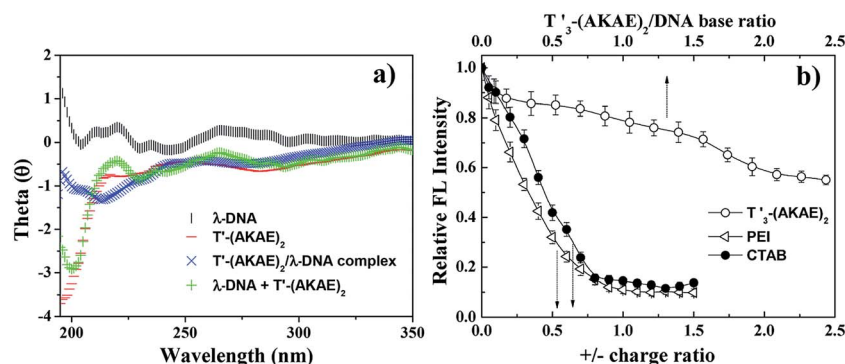 a)
Theta (θ)
1
0
-1
-2
-3
-4
200
250
300
350
Wavelength (nm)
λ-DNA
T'-(AKAE)₂
T'-(AKAE)₂/λ-DNA complex
λ-DNA + T'-(AKAE)₂
T'₃-(AKAE)₂/DNA base ratio
0.0 0.5 1.0 1.5 2.0 2.5
b)
Relative FL Intensity
1.0
0.8
0.6
0.4
0.2
0.0
T'₃-(AKAE)₂
PEI
CTAB
0.0 0.5 1.0 1.5 2.0 2.5
+/- charge ratio